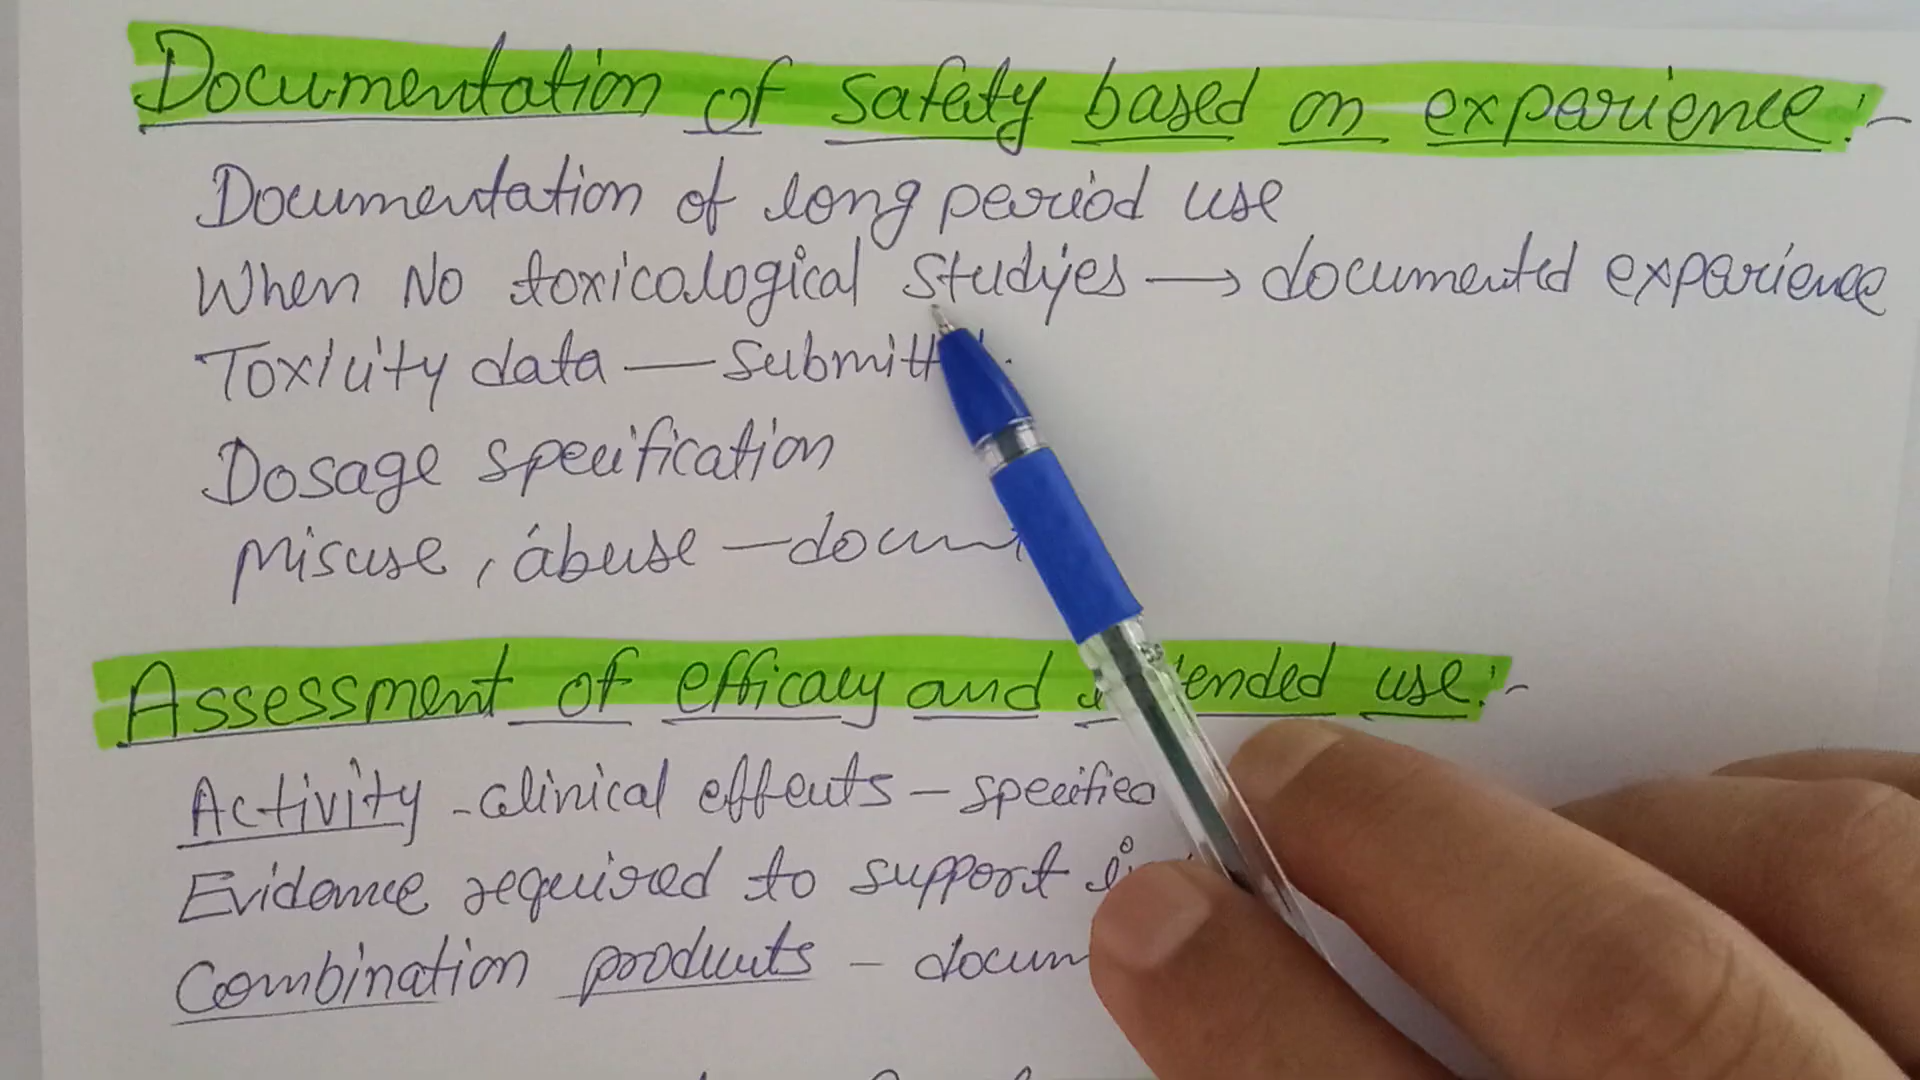 Documentation of safety based on experience:-
Documentation of long period use
When No toxicological studyies → documented experience
Toxicity data — submitt
Dosage specification
Misuse, abuse — docum
Assessment of efficacy and ended use:-
Activity - clinical effects - specified
Evidence required to support
Combination products - docum